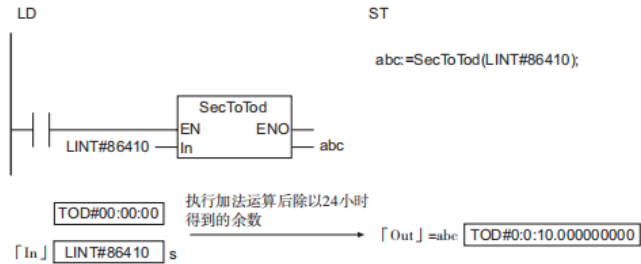 LD
ST
abc:=SecToTod(LINT#86410);
SecToTod
EN ENO
LINT#86410 In abc
TOD#00:00:00
执行加法运算后除以24小时
得到的余数
「In」 LINT#86410 s
「Out」=abc TOD#0:0:10.000000000